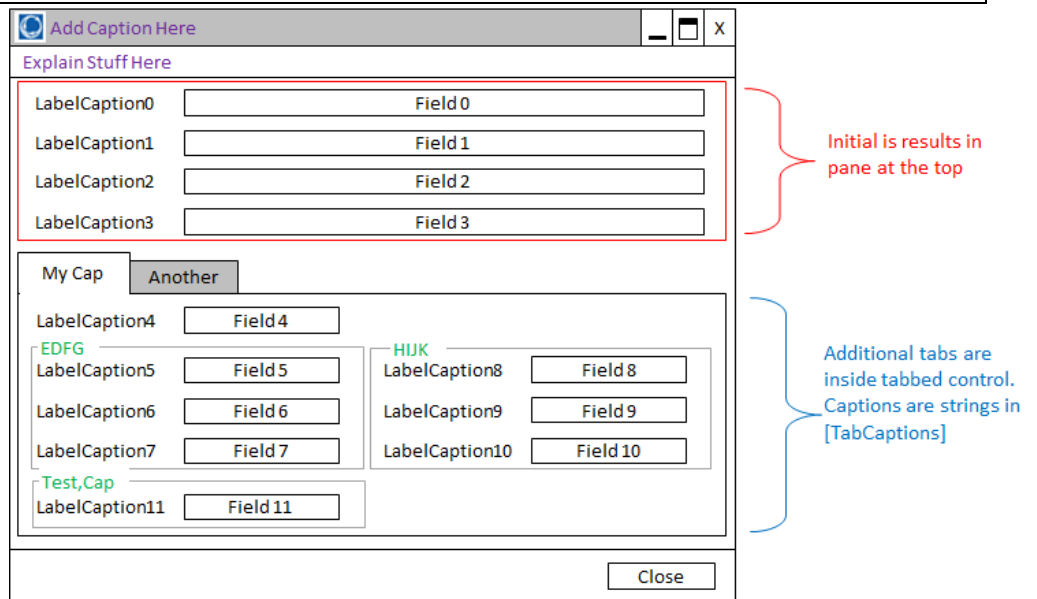 Add Caption Here
X
Explain Stuff Here
LabelCaption0 Field 0
LabelCaption1 Field 1
LabelCaption2 Field 2
LabelCaption3 Field 3
Initial is results in
pane at the top
My Cap Another
LabelCaption4 Field 4
EDFG
LabelCaption5 Field 5
LabelCaption6 Field 6
LabelCaption7 Field 7
HIJK
LabelCaption8 Field 8
LabelCaption9 Field 9
LabelCaption10 Field 10
Test,Cap
LabelCaption11 Field 11
Additional tabs are
inside tabbed control.
Captions are strings in
[TabCaptions]
Close